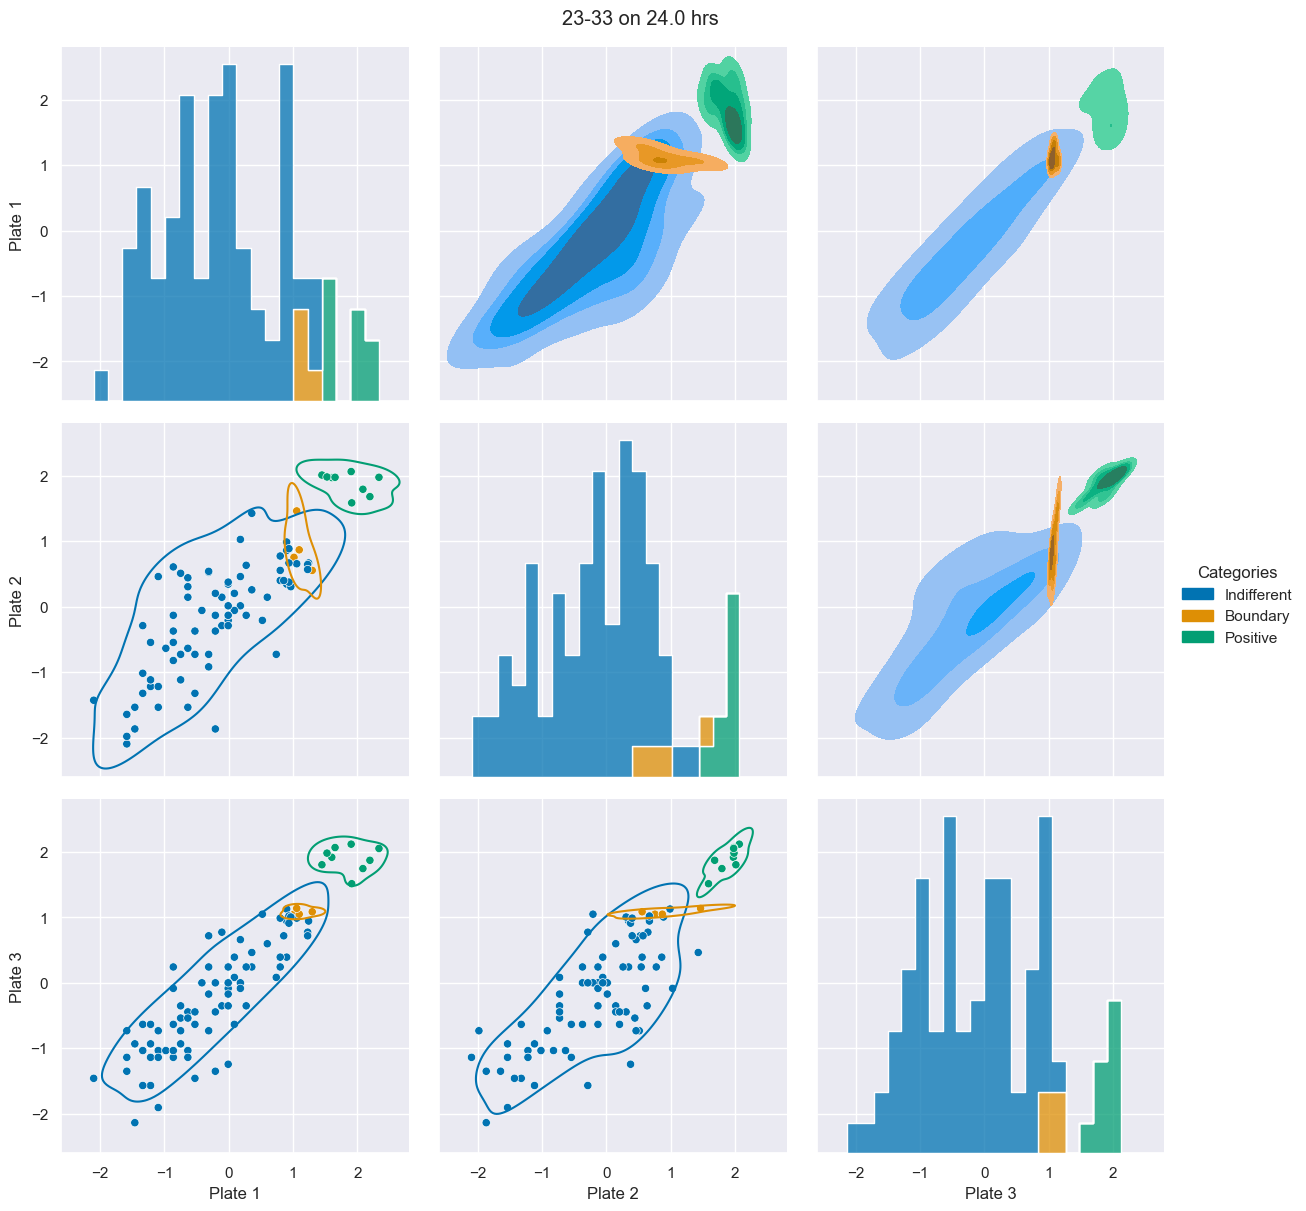 23-33 on 24.0 hrs
Plate 1
2
1
0
−1
−2
Plate 2
2
1
0
−1
−2
Categories
Indifferent
Boundary
Positive
Plate 3
2
1
0
−1
−2
−2 −1 0 1 2 −2 −1 0 1 2 −2 −1 0 1 2
Plate 1 Plate 2 Plate 3